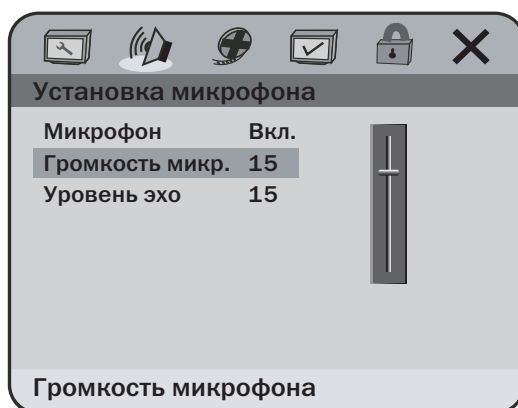 Установка микрофона
Микрофон Вкл.
Громкость микр. 15
Уровень эхо 15
Громкость микрофона